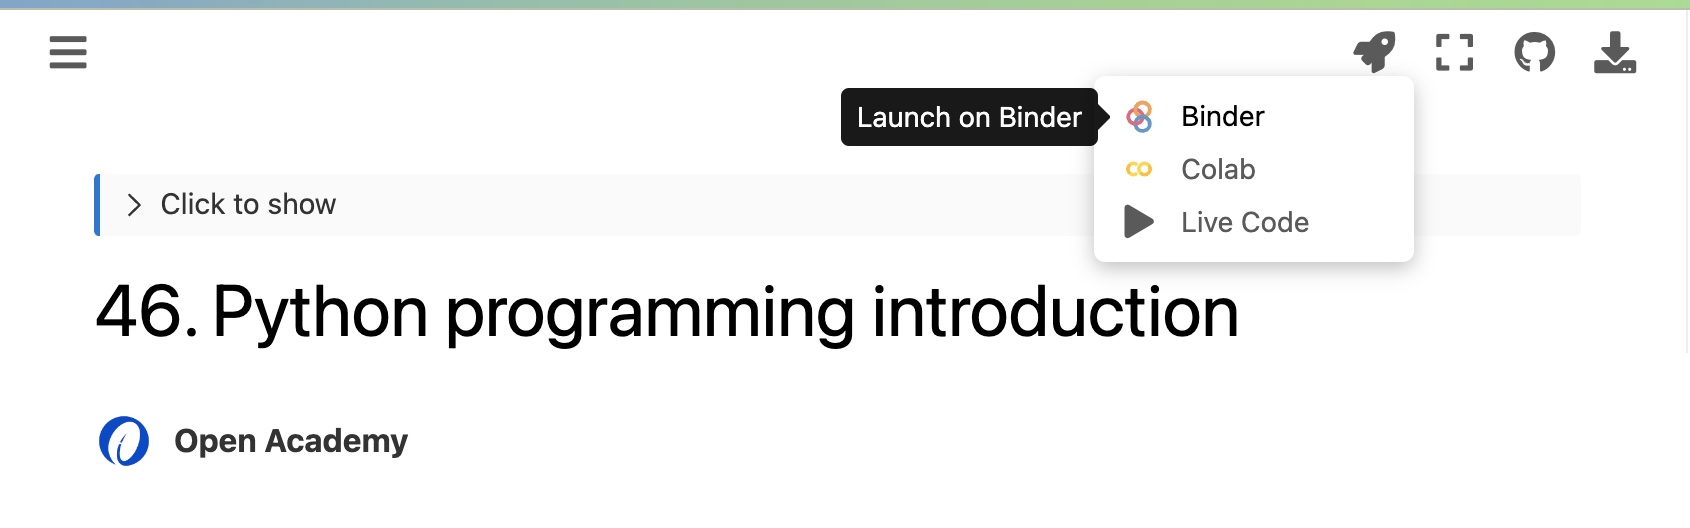 Launch on Binder
Binder
Colab
Live Code
Click to show
46. Python programming introduction
Open Academy